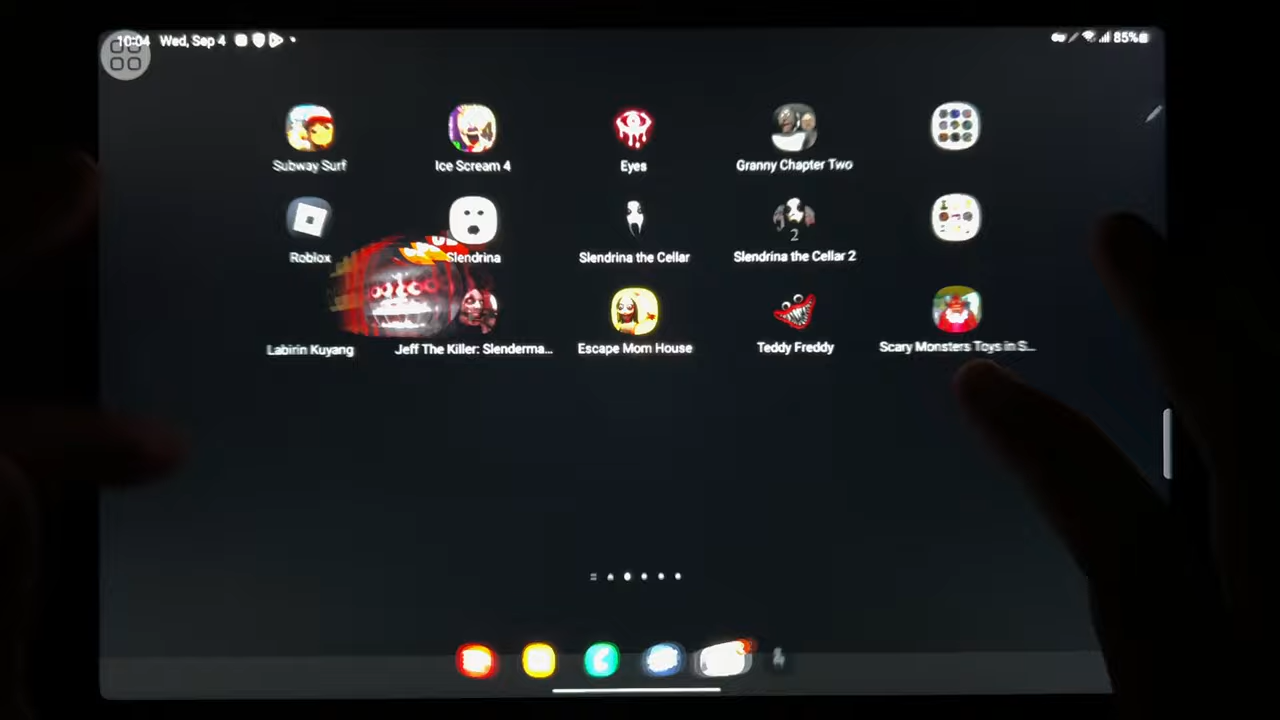 10:04 Wed, Sep 4 85%
Subway Surf Ice Scream 4 Eyes Granny Chapter Two
2
Roblox Slendrina Slendrina the Cellar Slendrina the Cellar 2
Labirin Kuyang Jeff The Killer: Slenderma... Escape Mom House Teddy Freddy Scary Monsters Toys in S...